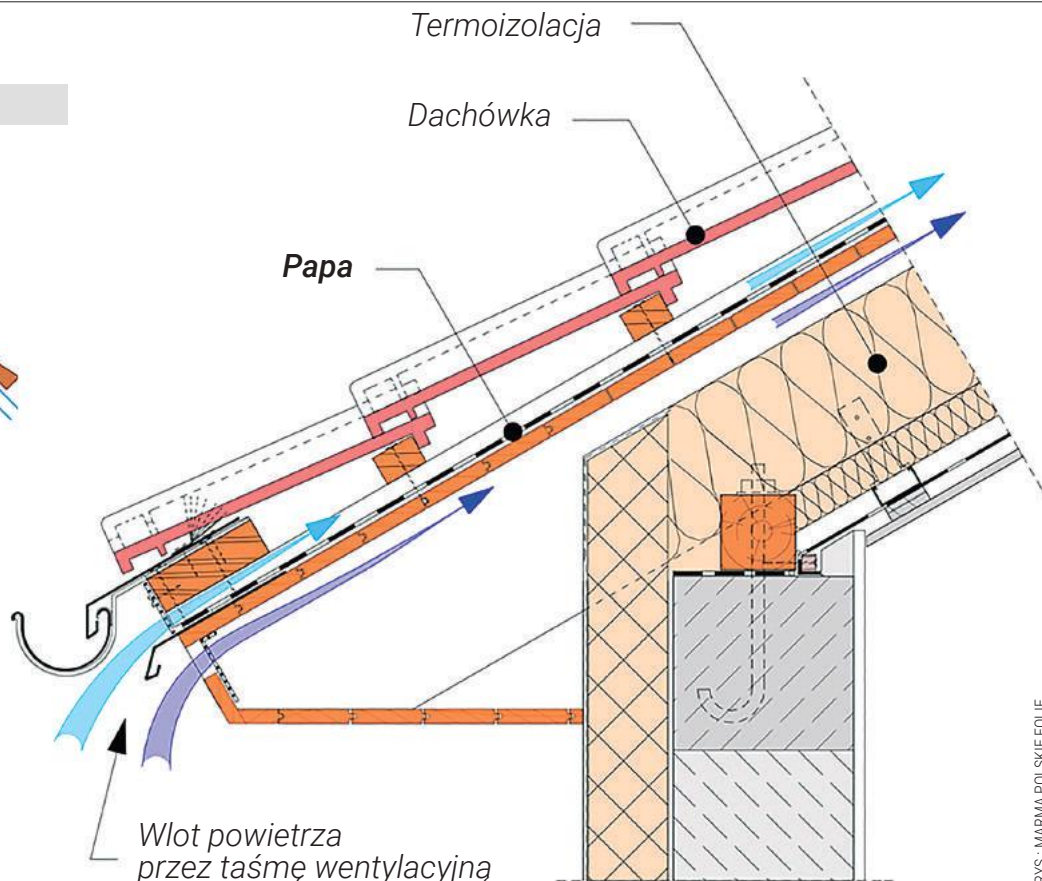 Termoizolacja
Dachówka
Papa
Wlot powietrza
przez taśmę wentylacyjną
RYS.: MARMA POLSKIE FOLIE